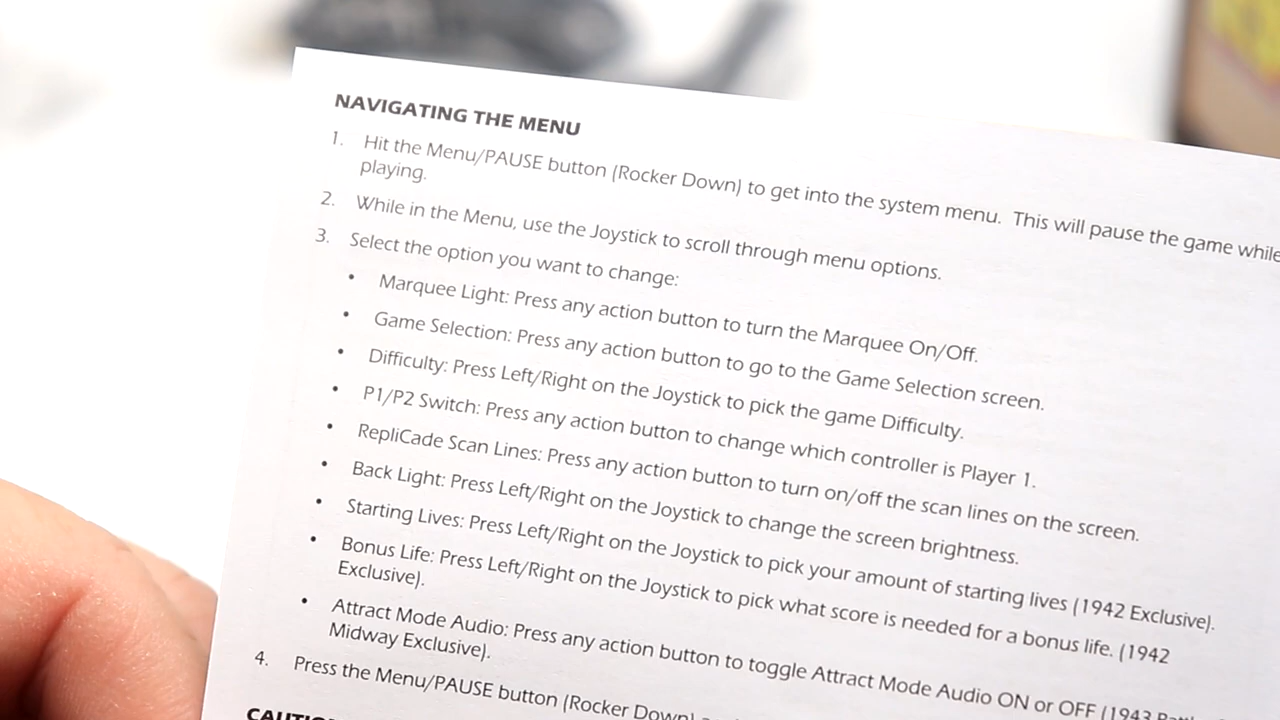 NAVIGATING THE MENU
1. Hit the Menu/PAUSE button (Rocker Down) to get into the system menu. This will pause the game while
playing.
2. While in the Menu, use the Joystick to scroll through menu options.
3. Select the option you want to change:
• Marquee Light: Press any action button to turn the Marquee On/Off.
• Game Selection: Press any action button to go to the Game Selection screen.
• Difficulty: Press Left/Right on the Joystick to pick the game Difficulty.
• P1/P2 Switch: Press any action button to change which controller is Player 1.
• RepliCade Scan Lines: Press any action button to turn on/off the scan lines on the screen.
• Back Light: Press Left/Right on the Joystick to change the screen brightness.
• Starting Lives: Press Left/Right on the Joystick to pick your amount of starting lives (1942 Exclusive).
• Bonus Life: Press Left/Right on the Joystick to pick what score is needed for a bonus life. (1942
Exclusive).
• Attract Mode Audio: Press any action button to toggle Attract Mode Audio ON or OFF (1943
Midway Exclusive).
4. Press the Menu/PAUSE button (Rocker Down)